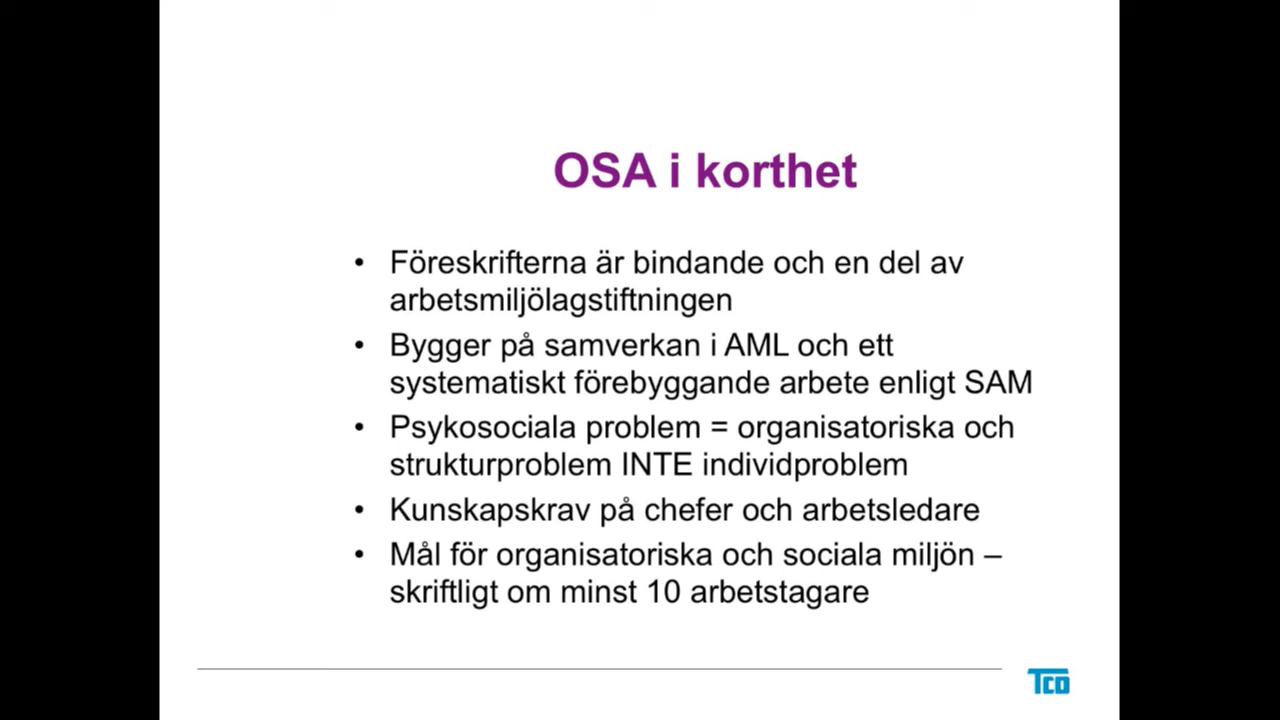 OSA i korthet
• Föreskrifterna är bindande och en del av
arbetsmiljölagstiftningen
• Bygger på samverkan i AML och ett
systematiskt förebyggande arbete enligt SAM
• Psykosociala problem = organisatoriska och
strukturproblem INTE individproblem
• Kunskapskrav på chefer och arbetsledare
• Mål för organisatoriska och sociala miljön –
skriftligt om minst 10 arbetstagare
TCO